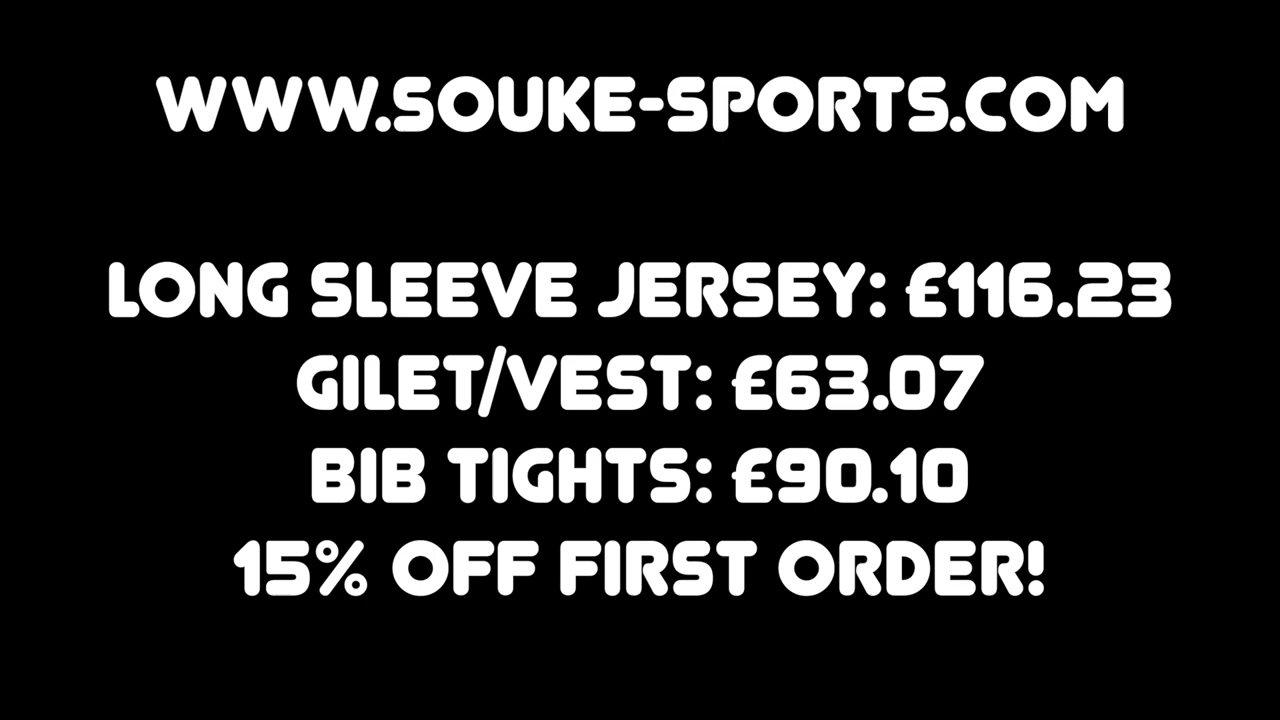 WWW.SOUKE-SPORTS.COM
LONG SLEEVE JERSEY: £116.23
GILET/VEST: £63.07
BIB TIGHTS: £90.10
15% OFF FIRST ORDER!